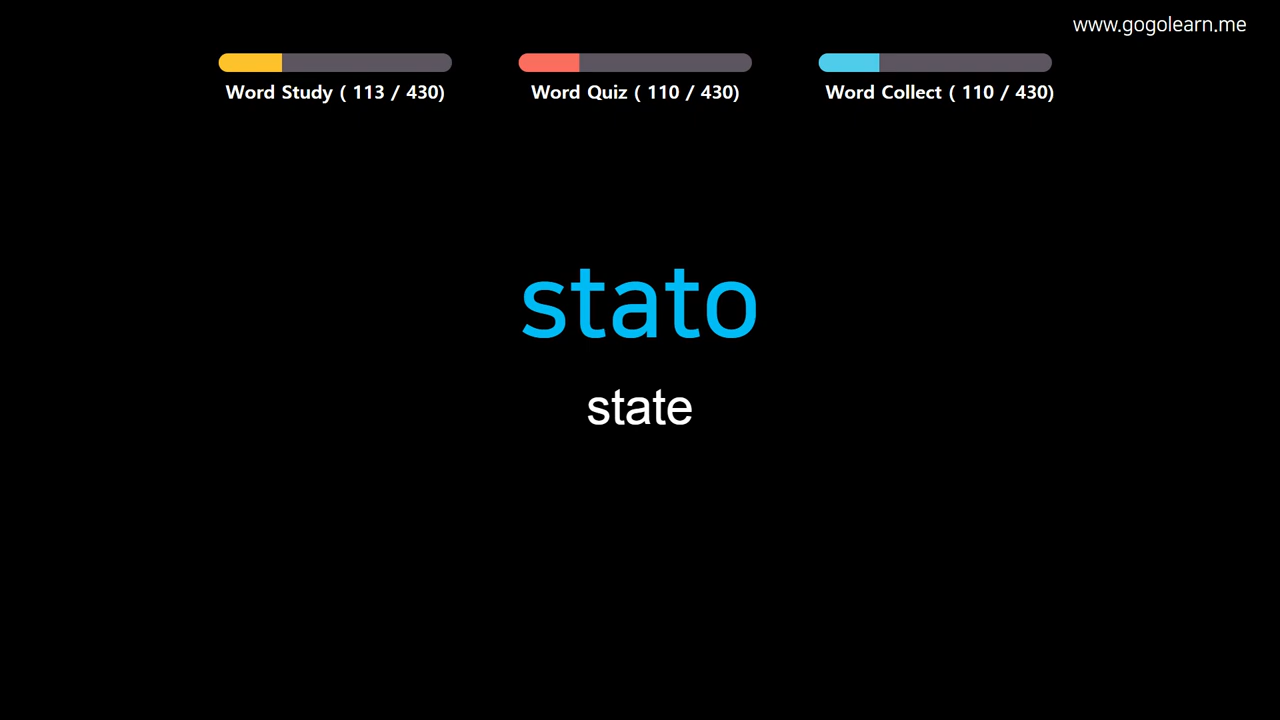 www.gogolearn.me
Word Study ( 113 / 430)
Word Quiz ( 110 / 430)
Word Collect ( 110 / 430)
stato
state